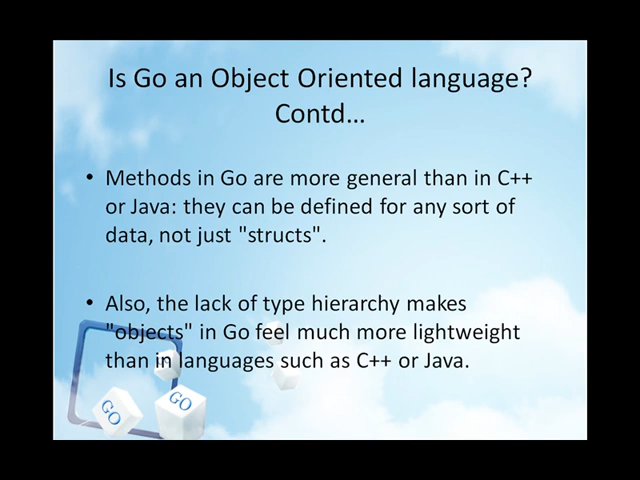 Is Go an Object Oriented language?
Contd...
• Methods in Go are more general than in C++
or Java: they can be defined for any sort of
data, not just "structs".
• Also, the lack of type hierarchy makes
"objects" in Go feel much more lightweight
than in languages such as C++ or Java.
GO
GO